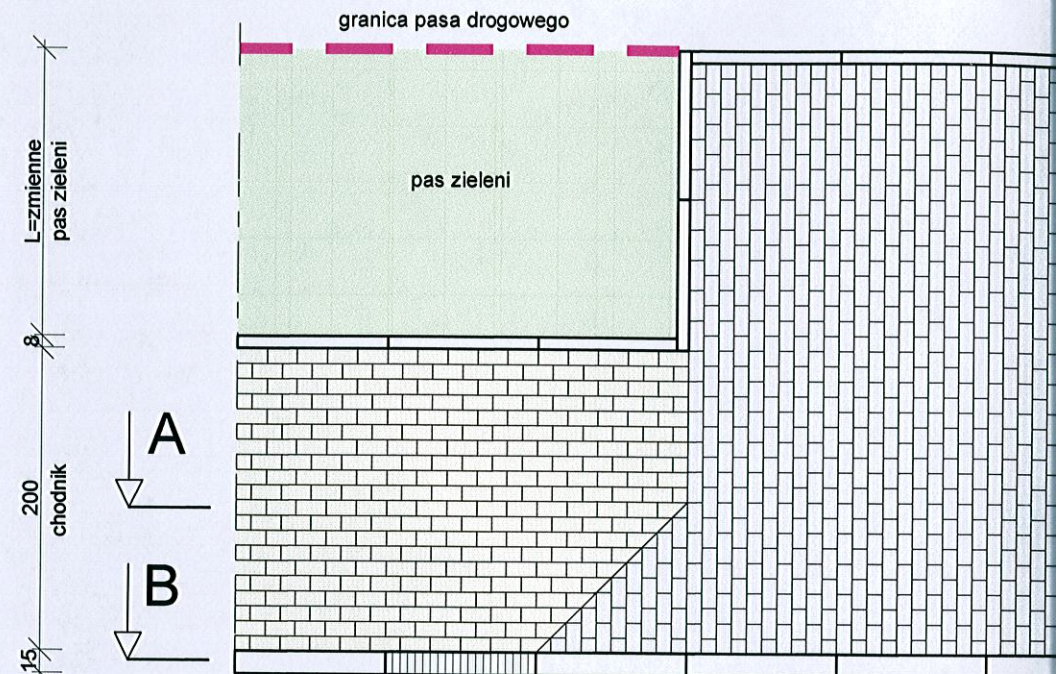 granica pasa drogowego
L=zmienne
pas zieleni
pas zieleni
8
A
200
chodnik
B
15